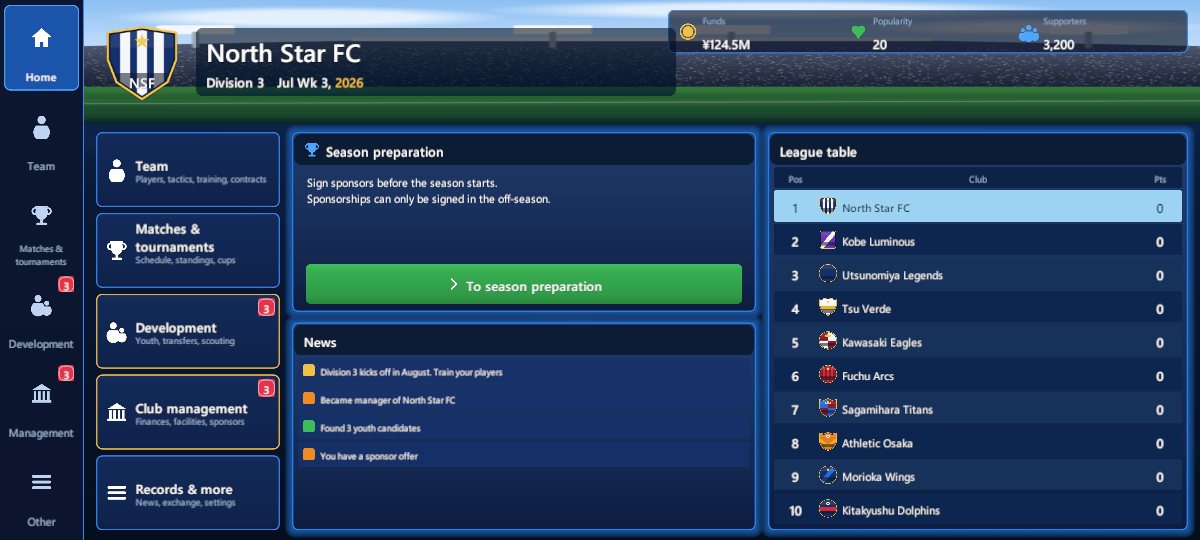 Home
Team
Matches &
tournaments
3
Development
3
Management
Other
NSF
North Star FC
Division 3 Jul Wk 3, 2026
Funds
¥124.5M
Popularity
20
Supporters
3,200
Team
Players, tactics, training, contracts
Matches &
tournaments
Schedule, standings, cups
3
Development
Youth, transfers, scouting
3
Club management
Finances, facilities, sponsors
Records & more
News, exchange, settings
Season preparation
Sign sponsors before the season starts.
Sponsorships can only be signed in the off-season.
To season preparation
News
Division 3 kicks off in August. Train your players
Became manager of North Star FC
Found 3 youth candidates
You have a sponsor offer
League table
Pos Club Pts
1 North Star FC 0
2 Kobe Luminous 0
3 Utsunomiya Legends 0
4 Tsu Verde 0
5 Kawasaki Eagles 0
6 Fuchu Arcs 0
7 Sagamihara Titans 0
8 Athletic Osaka 0
9 Morioka Wings 0
10 Kitakyushu Dolphins 0